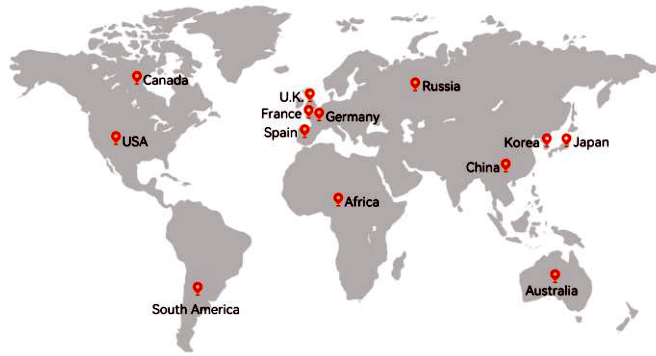 Canada
Russia
U.K.
France
Germany
Spain
USA
Korea
Japan
China
Africa
Australia
South America